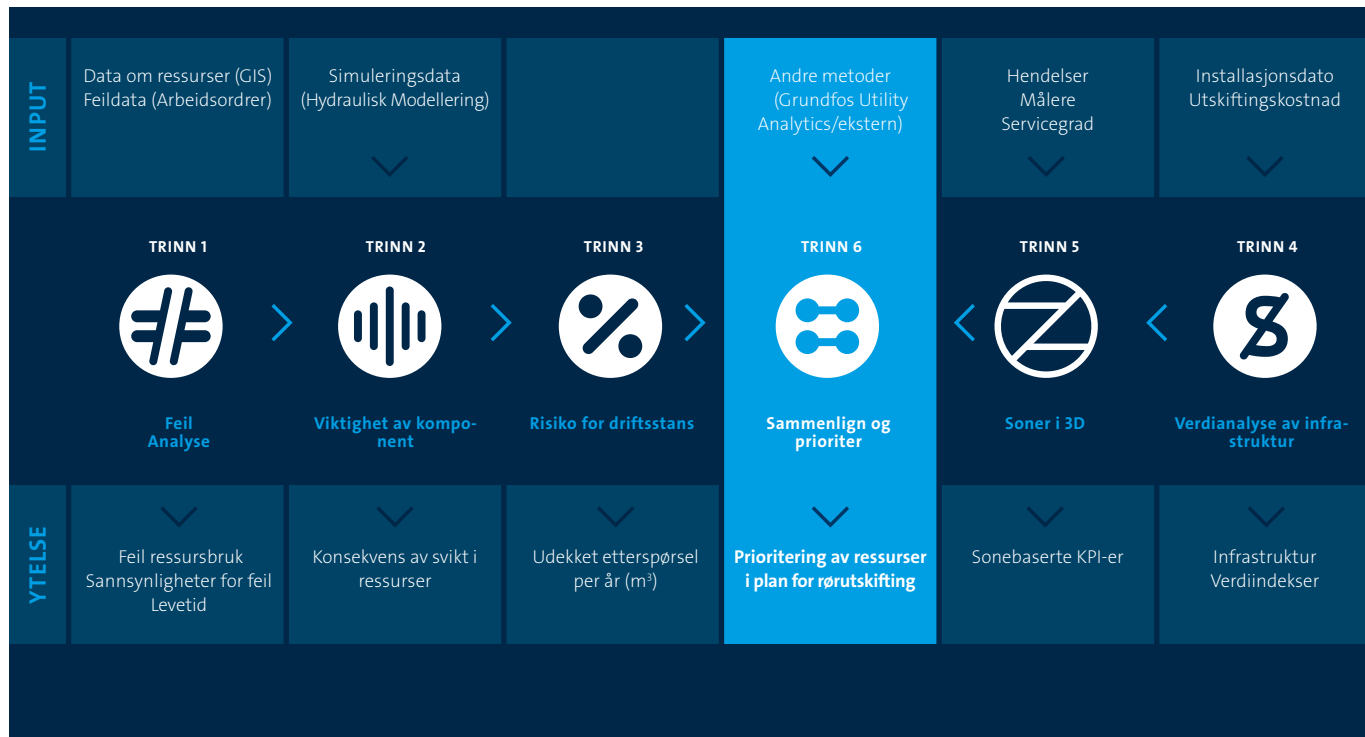 INPUT
Data om ressurser (GIS)
Feildata (Arbeidsordrer)
Simuleringsdata
(Hydraulisk Modellering)
Andre metoder
(Grundfos Utility
Analytics/ekstern)
Hendelser
Målere
Servicegrad
Installasjonsdato
Utskiftingskostnad
TRINN 1
TRINN 2
TRINN 3
TRINN 6
TRINN 5
TRINN 4
Feil
Analyse
Viktighet av kompo-
nent
Risiko for driftsstans
Sammenlign og
prioriter
Soner i 3D
Verdianalyse av infra-
struktur
YTELSE
Feil ressursbruk
Sannsynligheter for feil
Levetid
Konsekvens av svikt i
ressurser
Udekket etterspørsel
per år (m³)
Prioritering av ressurser
i plan for rørutskifting
Sonebaserte KPI-er
Infrastruktur
Verdiindekser